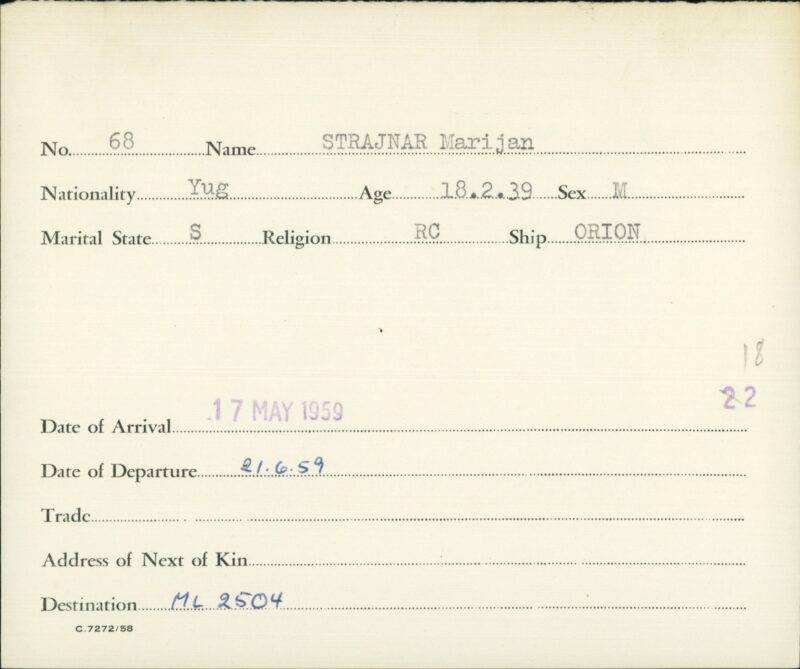 No. 68 Name STRAJNAR Marijan
Nationality Yug Age 18.2.39 Sex M
Marital State S Religion RC Ship ORION
18
22
Date of Arrival 17 MAY 1959
Date of Departure 21.6.59
Trade
Address of Next of Kin
Destination ML 2504
C.7272/58